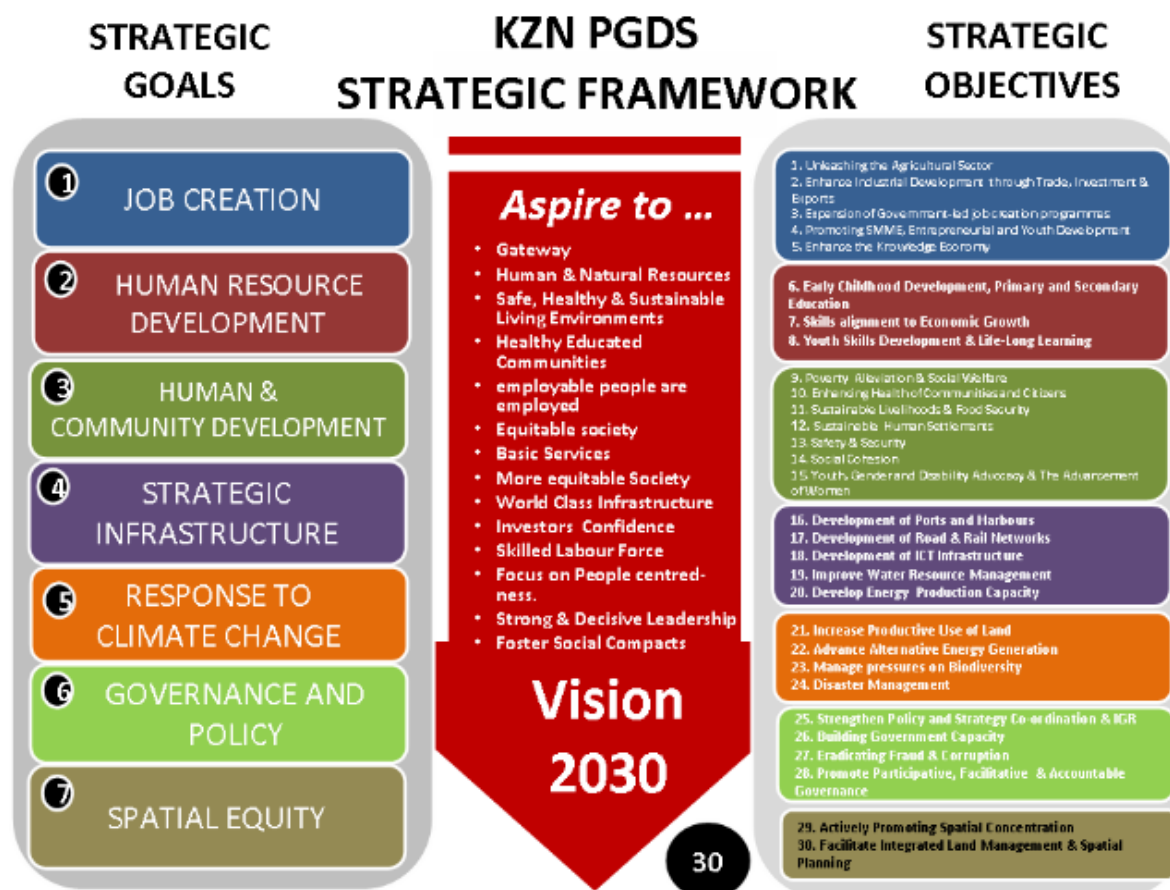 STRATEGIC
GOALS
KZN PGDS
STRATEGIC FRAMEWORK
STRATEGIC
OBJECTIVES
1
JOB CREATION
2
HUMAN RESOURCE
DEVELOPMENT
3
HUMAN &
COMMUNITY DEVELOPMENT
4
STRATEGIC
INFRASTRUCTURE
5
RESPONSE TO
CLIMATE CHANGE
6
GOVERNANCE AND
POLICY
7
SPATIAL EQUITY
Aspire to ...
• Gateway
• Human & Natural Resources
• Safe, Healthy & Sustainable
Living Environments
• Healthy Educated
Communities
• employable people are
employed
• Equitable society
• Basic Services
• More equitable Society
• World Class Infrastructure
• Investors Confidence
• Skilled Labour Force
• Focus on People centred-
ness.
• Strong & Decisive Leadership
• Foster Social Compacts
Vision
2030
30
1. Unleashing the Agricultural Sector
2. Enhance Industrial Development through Trade, Investment &
Exports
3. Expansion of Government-led job creation programmes
4. Promoting SMME, Entrepreneurial and Youth Development
5. Enhance the Knowledge Economy
6. Early Childhood Development, Primary and Secondary
Education
7. Skills alignment to Economic Growth
8. Youth Skills Development & Life-Long Learning
9. Poverty Alleviation & Social Welfare
10. Enhancing Health of Communities and Citizens
11. Sustainable Livelihoods & Food Security
12. Sustainable Human Settlements
13. Safety & Security
14. Social Cohesion
15. Youth, Gender and Disability Advocacy & The Advancement
of Women
16. Development of Ports and Harbours
17. Development of Road & Rail Networks
18. Development of ICT Infrastructure
19. Improve Water Resource Management
20. Develop Energy Production Capacity
21. Increase Productive Use of Land
22. Advance Alternative Energy Generation
23. Manage pressures on Biodiversity
24. Disaster Management
25. Strengthen Policy and Strategy Co-ordination & IGR
26. Building Government Capacity
27. Eradicating Fraud & Corruption
28. Promote Participative, Facilitative & Accountable
Governance
29. Actively Promoting Spatial Concentration
30. Facilitate Integrated Land Management & Spatial
Planning